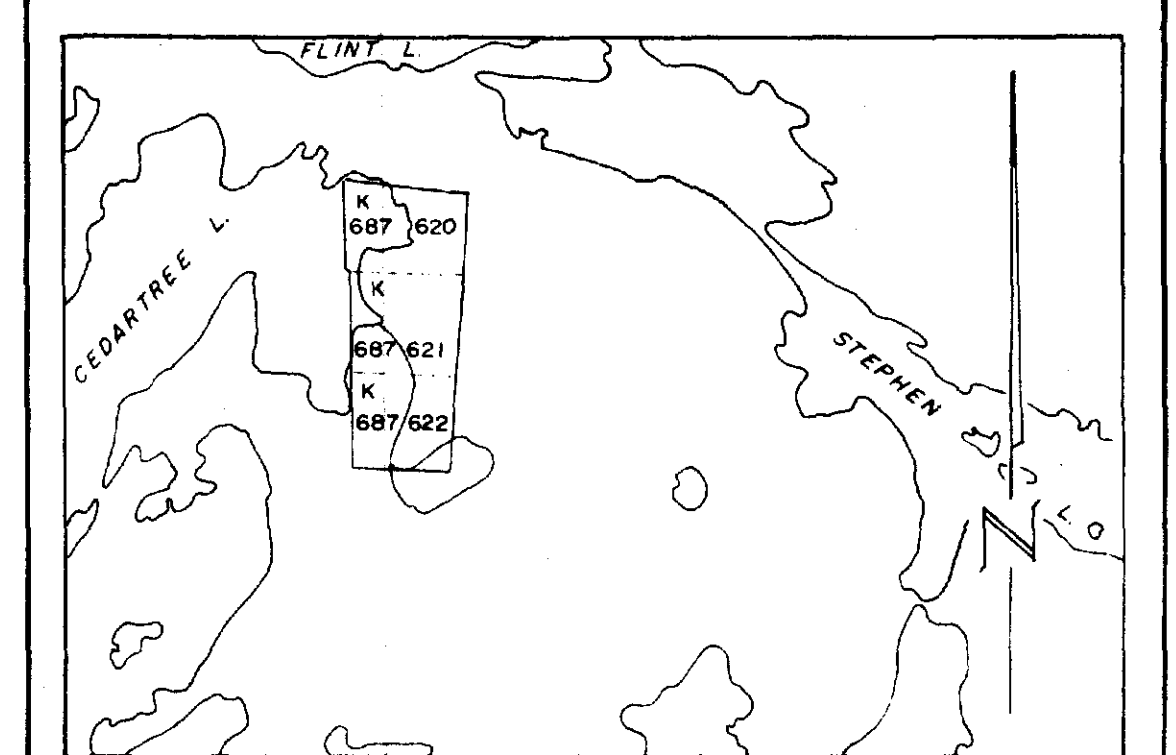 FLINT L.
K
687 620
K
687 621
K
687 622
CEDARTREE L.
STEPHEN
L.
N